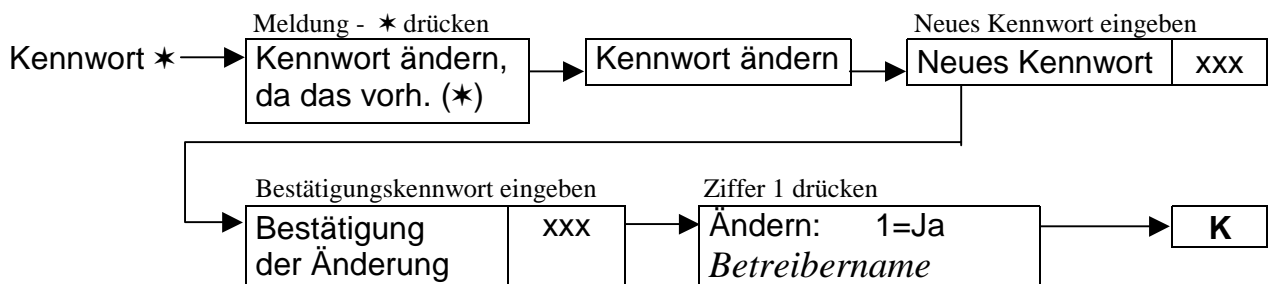 Meldung - ✶ drücken
Neues Kennwort eingeben
Kennwort ✶
Kennwort ändern,
da das vorh. (✶)
Kennwort ändern
Neues Kennwort xxx
Bestätigungskennwort eingeben
Ziffer 1 drücken
Bestätigung xxx
der Änderung
Ändern: 1=Ja
Betreibername
K